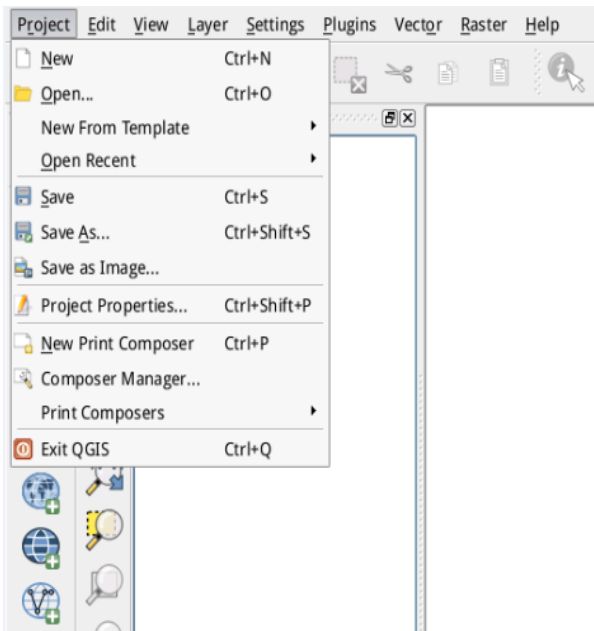 Project Edit View Layer Settings Plugins Vector Raster Help
New Ctrl+N
Open... Ctrl+O
New From Template
Open Recent
Save Ctrl+S
Save As... Ctrl+Shift+S
Save as Image...
Project Properties... Ctrl+Shift+P
New Print Composer Ctrl+P
Composer Manager...
Print Composers
Exit QGIS Ctrl+Q